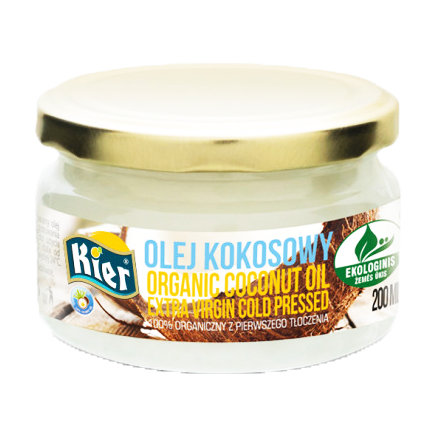 Kier®
OLEJ KOKOSOWY
ORGANIC COCONUT OIL
EXTRA VIRGIN COLD PRESSED
100% ORGANICZNY Z PIERWSZEGO TŁOCZENIA
EKOLOGINIS
ŽEMĖS ŪKIS
200 ML